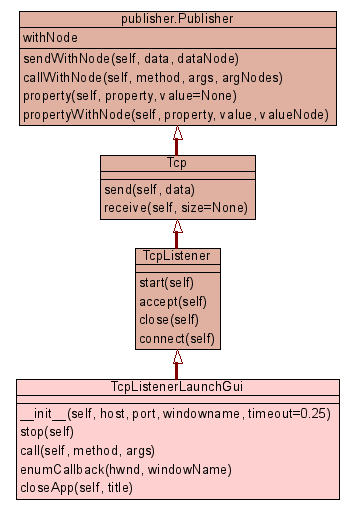 publisher.Publisher
withNode
sendWithNode(self, data, dataNode)
callWithNode(self, method, args, argNodes)
property(self, property, value=None)
propertyWithNode(self, property, value, valueNode)
Tcp
send(self, data)
receive(self, size=None)
TcpListener
start(self)
accept(self)
close(self)
connect(self)
TcpListenerLaunchGui
__init__(self, host, port, windowname, timeout=0.25)
stop(self)
call(self, method, args)
enumCallback(hwnd, windowName)
closeApp(self, title)